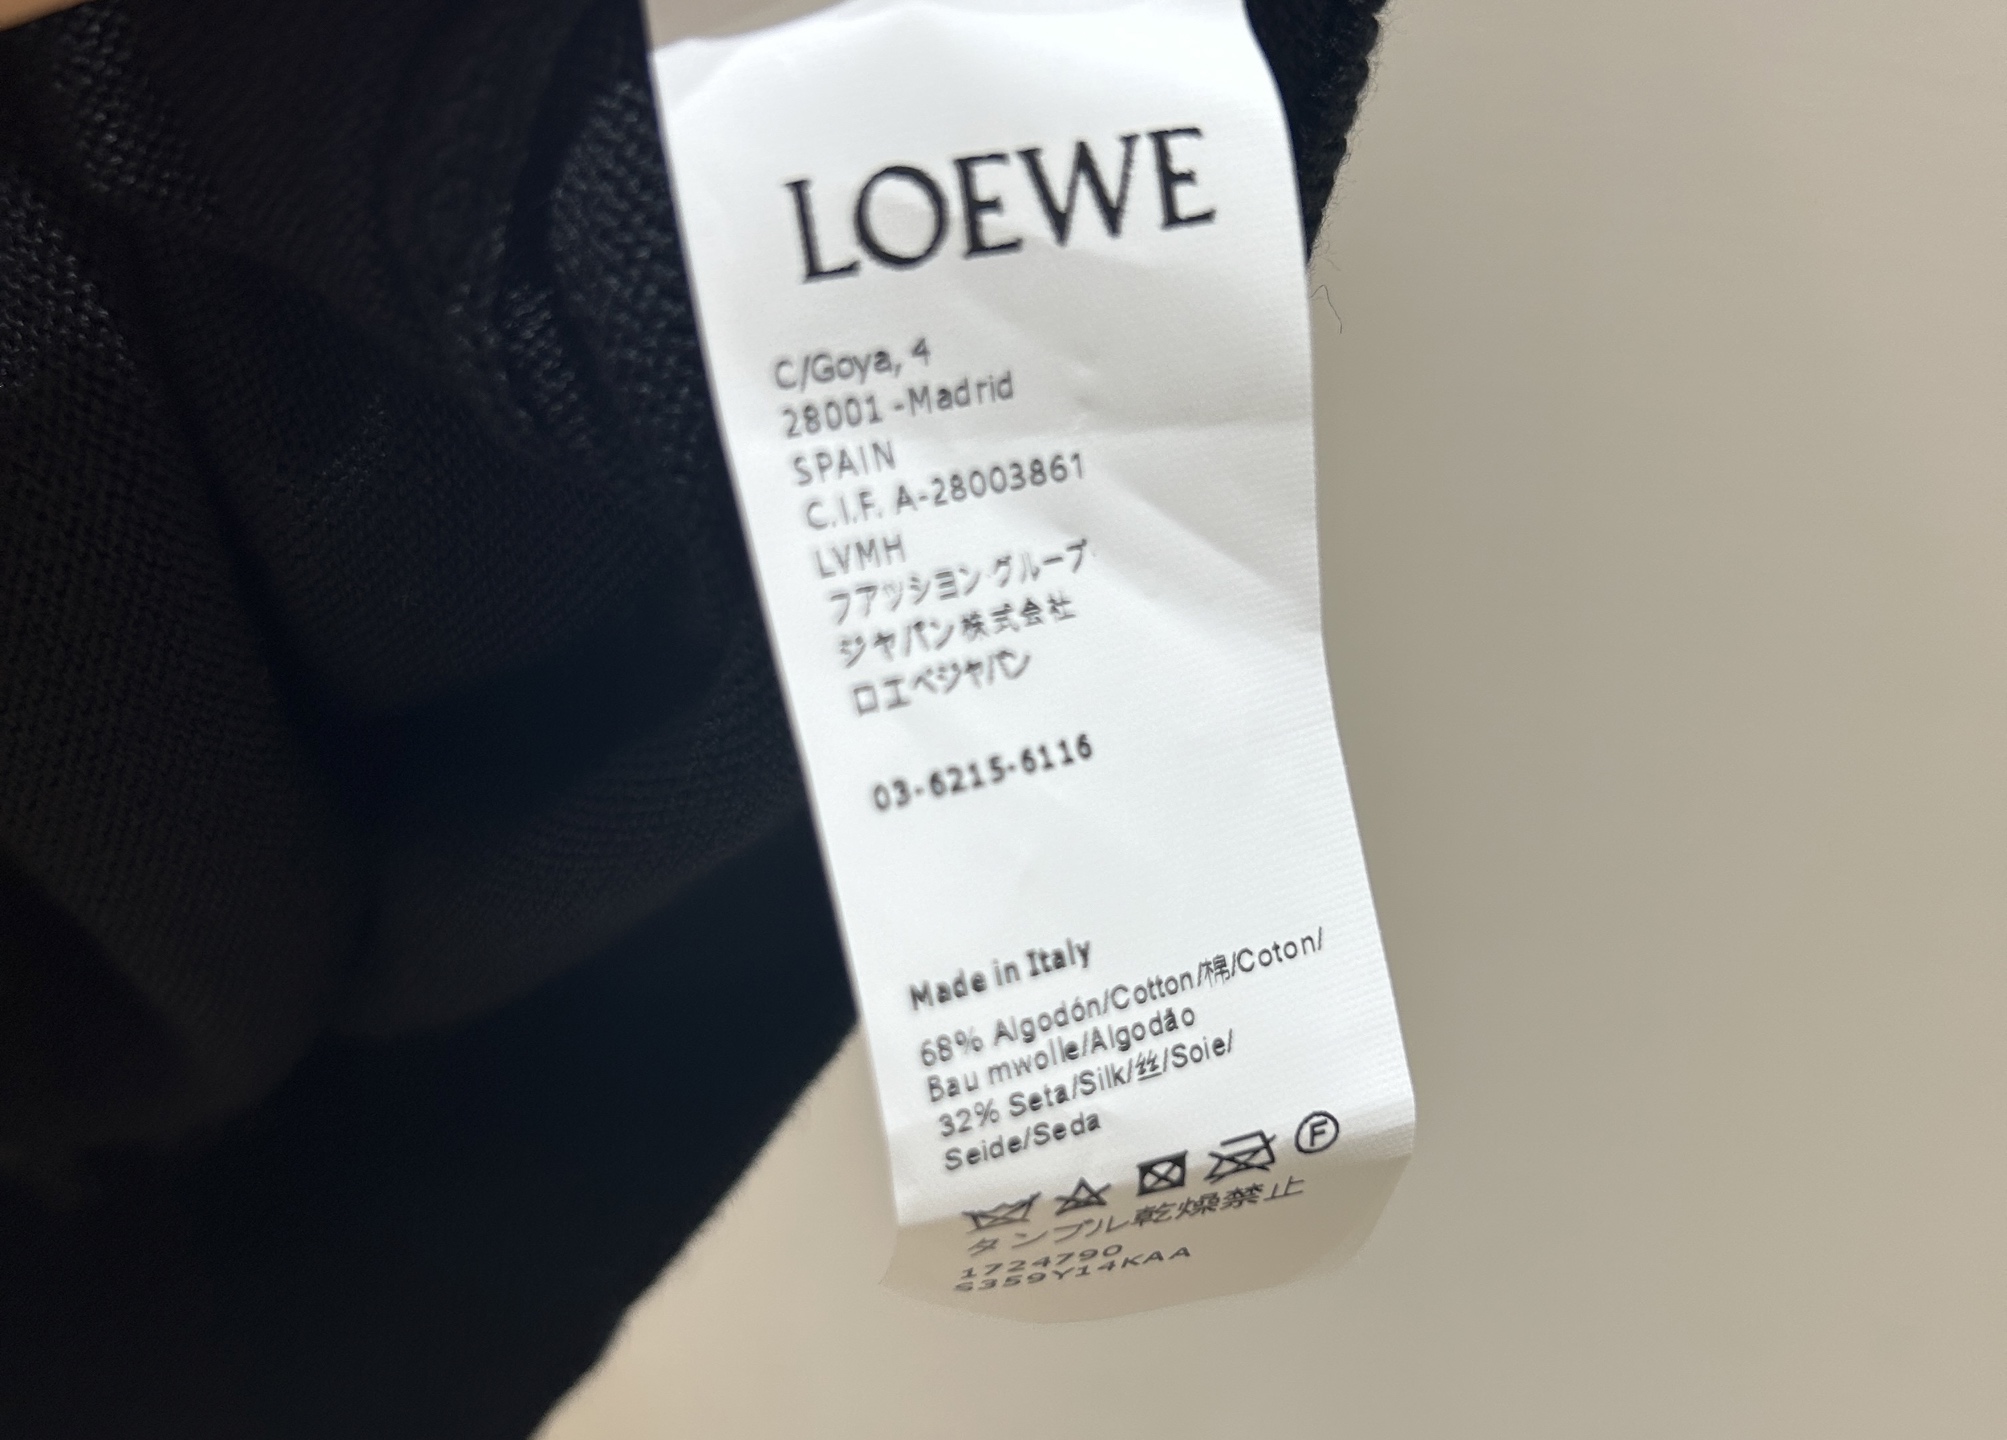 LOEWE
C/Goya, 4
28001 -Madrid
SPAIN
C.I.F. A-28003861
LVMH
フアッション・グループ
ジャパン株式会社
ロエベジャパン
03-6215-6116
Made in Italy
68% Algodón/Cotton/棉/Coton/
Bau mwolle/Algodão
32% Seta/Silk/丝/Soie/
Seide/Seda
F
タンブル乾燥禁止
1724790
S359Y14KAA